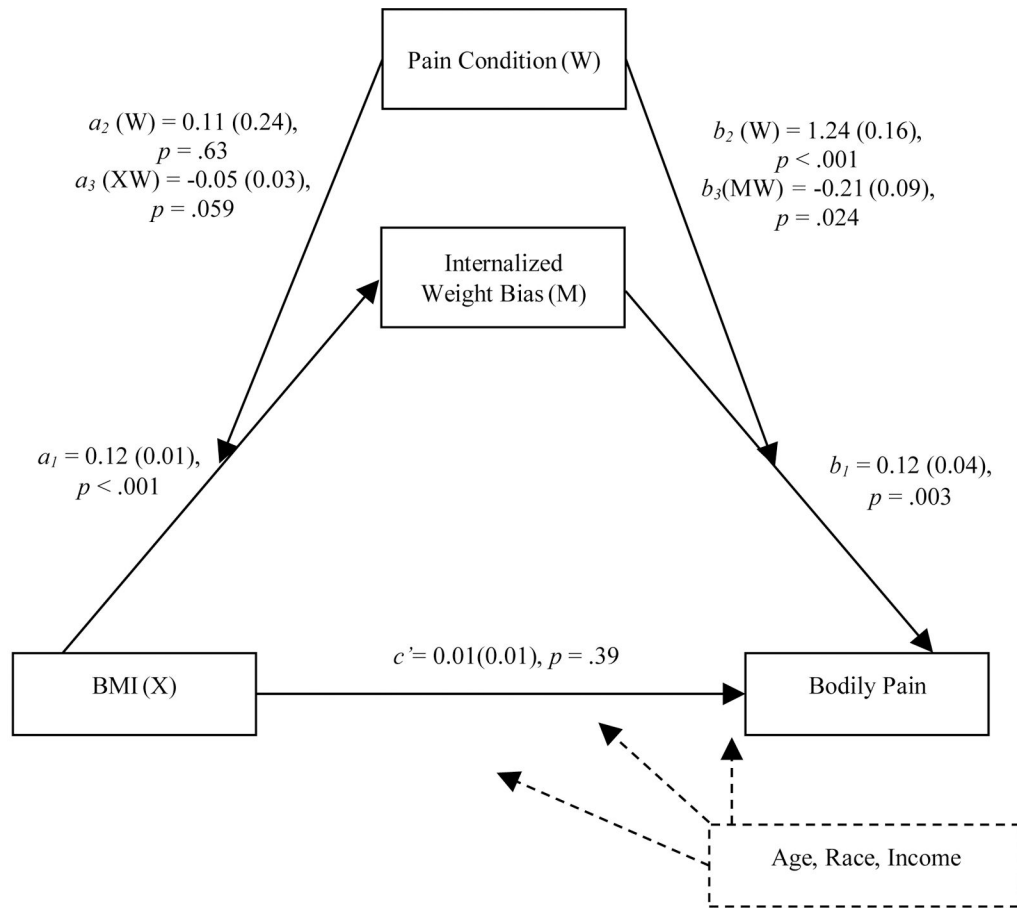 Pain Condition (W)
a2 (W) = 0.11 (0.24),
p = .63
a3 (XW) = -0.05 (0.03),
p = .059
b2 (W) = 1.24 (0.16),
p < .001
b3(MW) = -0.21 (0.09),
p = .024
Internalized
Weight Bias (M)
a1 = 0.12 (0.01),
p < .001
b1 = 0.12 (0.04),
p = .003
c’= 0.01(0.01), p = .39
BMI (X)
Bodily Pain
Age, Race, Income